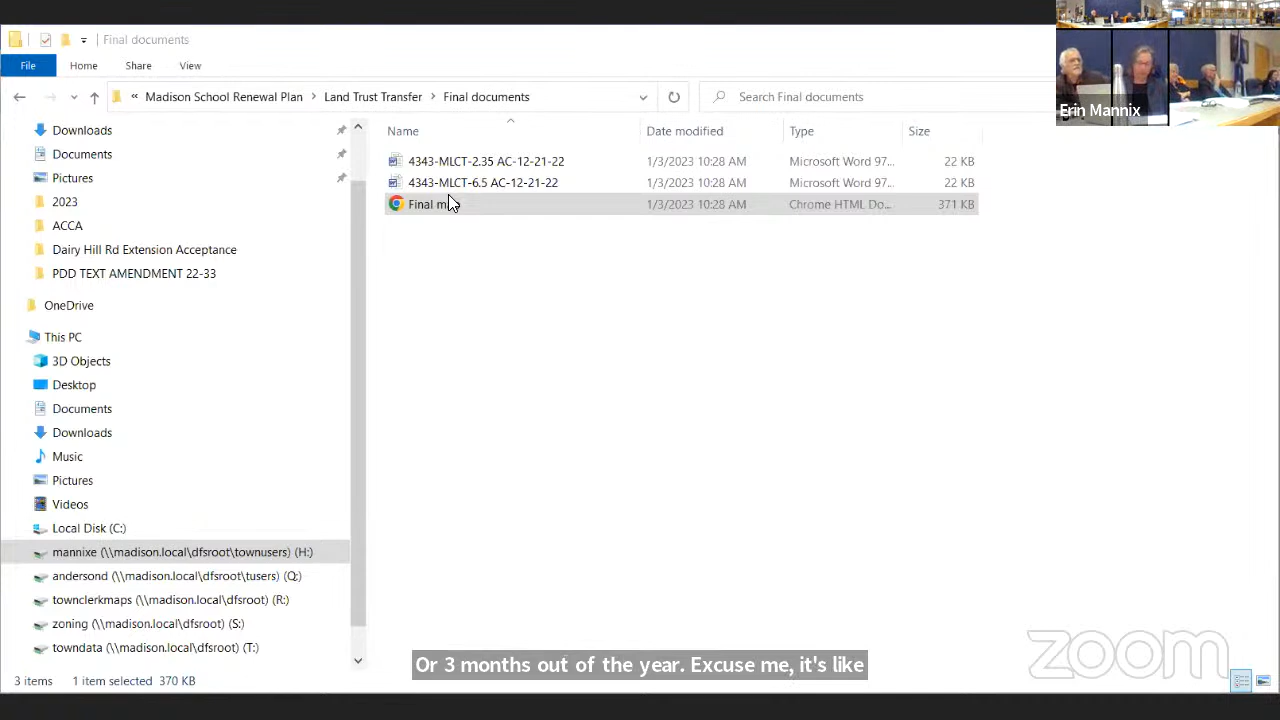 Final documents
File Home Share View
« Madison School Renewal Plan > Land Trust Transfer > Final documents
Search Final documents
Erin Mannix
Name Date modified Type Size
4343-MLCT-2.35 AC-12-21-22 1/3/2023 10:28 AM Microsoft Word 97... 22 KB
4343-MLCT-6.5 AC-12-21-22 1/3/2023 10:28 AM Microsoft Word 97... 22 KB
Final m 1/3/2023 10:28 AM Chrome HTML Do... 371 KB
Downloads
Documents
Pictures
2023
ACCA
Dairy Hill Rd Extension Acceptance
PDD TEXT AMENDMENT 22-33
OneDrive
This PC
3D Objects
Desktop
Documents
Downloads
Music
Pictures
Videos
Local Disk (C:)
mannixe (\\madison.local\dfsroot\townusers) (H:)
andersond (\\madison.local\dfsroot\tusers) (Q:)
townclerkmaps (\\madison.local\dfsroot) (R:)
zoning (\\madison.local\dfsroot) (S:)
towndata (\\madison.local\dfsroot) (T:)
Or 3 months out of the year. Excuse me, it's like
zoom
3 items 1 item selected 370 KB